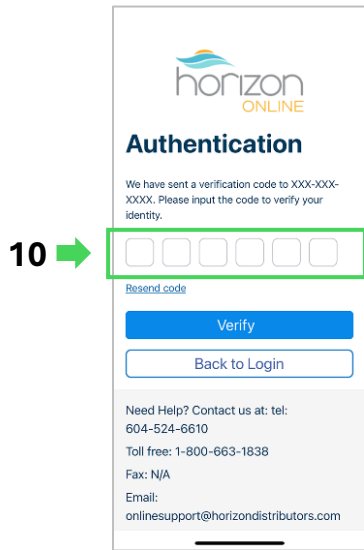 horizon
ONLINE
Authentication
We have sent a verification code to XXX-XXX-
XXXX. Please input the code to verify your
identity.
10
Resend code
Verify
Back to Login
Need Help? Contact us at: tel:
604-524-6610
Toll free: 1-800-663-1838
Fax: N/A
Email:
onlinesupport@horizondistributors.com